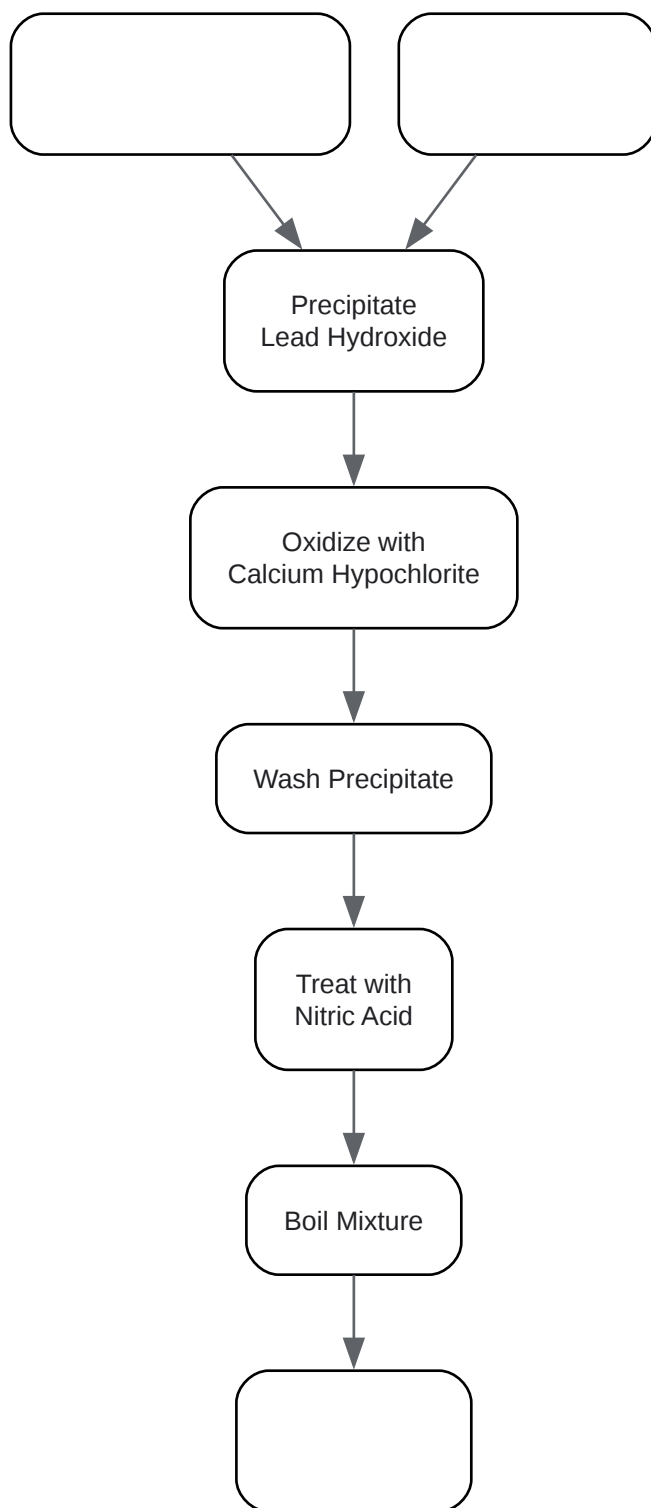 Precipitate
Lead Hydroxide
Oxidize with
Calcium Hypochlorite
Wash Precipitate
Treat with
Nitric Acid
Boil Mixture